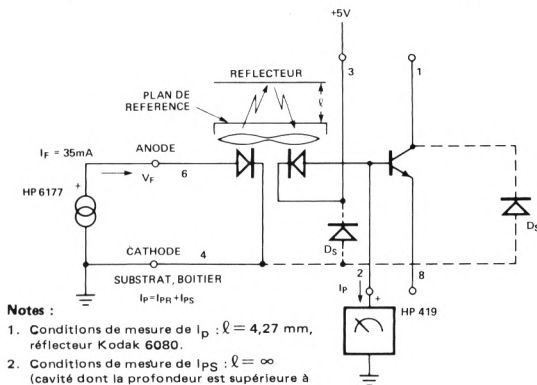 +5V
REFLECTEUR
3
1
PLAN DE
REFERENCE
ℓ
IF = 35mA
ANODE
6
VF
+
HP 6177
DS
DS
CATHODE
4
SUBSTRAT, BOITIER
IP=IPR+IPS
2
8
IP
+
HP 419
Notes :
1. Conditions de mesure de Ip : ℓ = 4,27 mm,
réflecteur Kodak 6080.
2. Conditions de mesure de IPS : ℓ = ∞
(cavité dont la profondeur est supérieure à